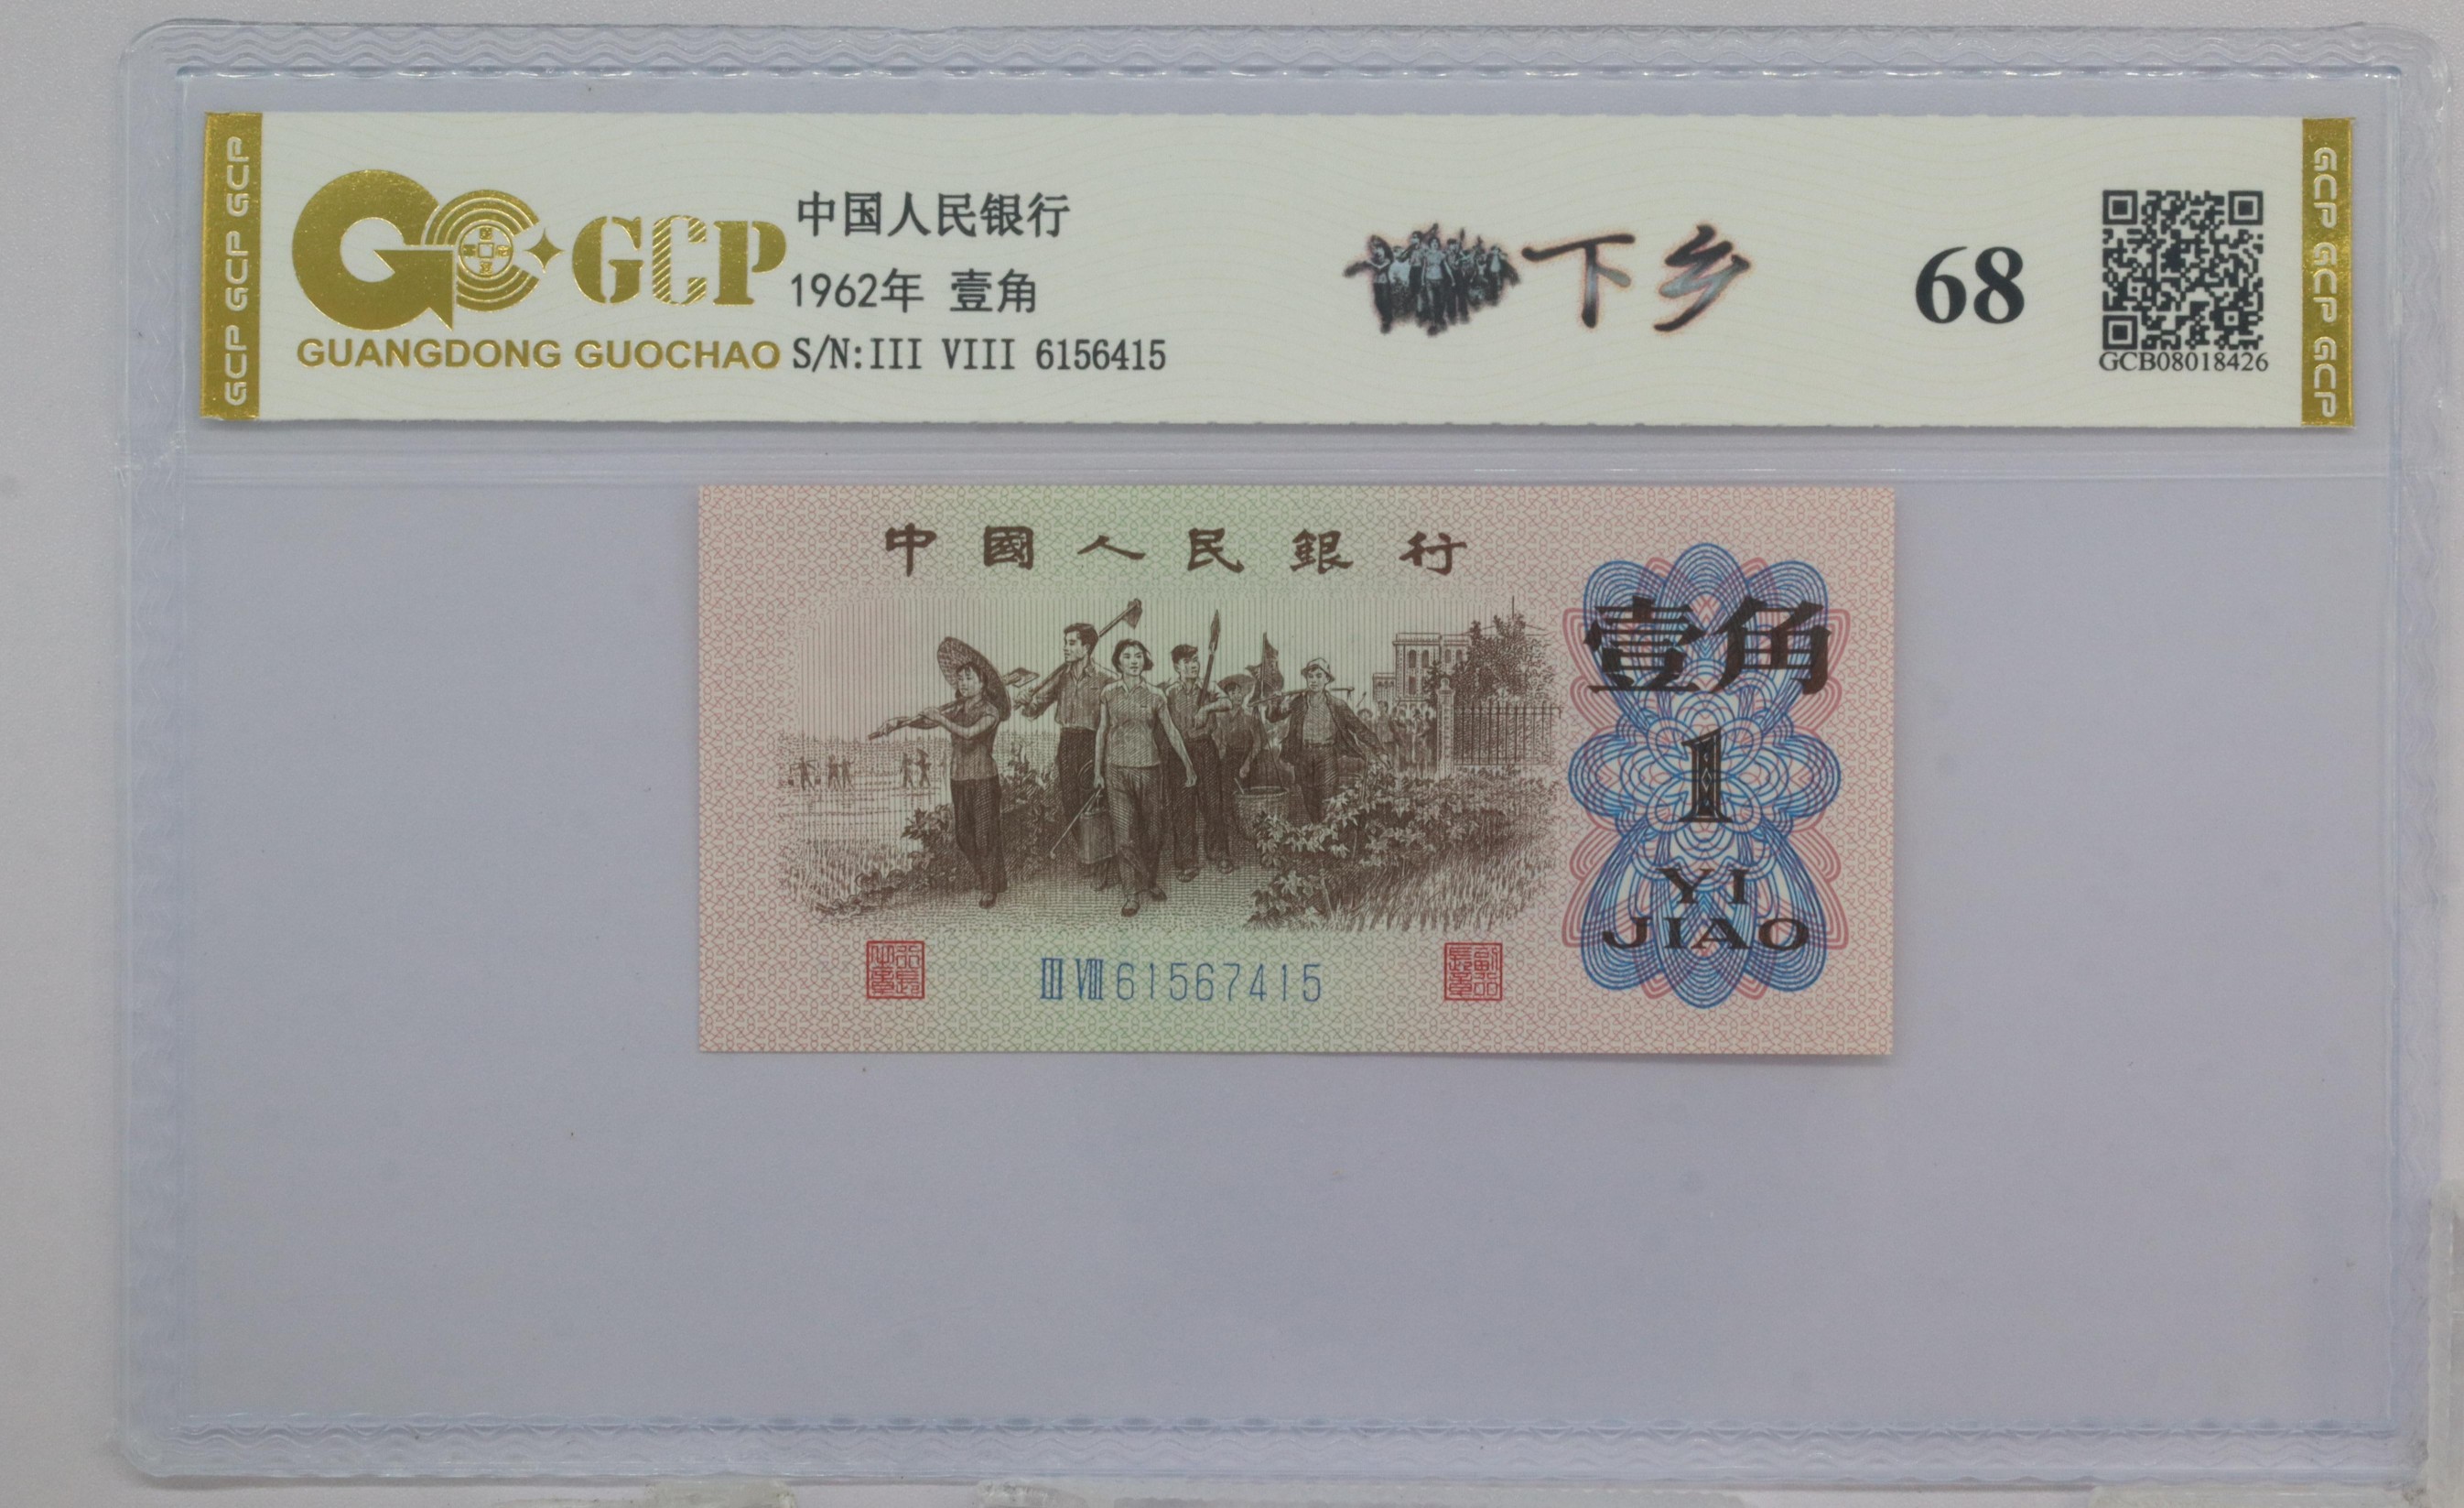 GCP GCP GCP
GCP
GUANGDONG GUOCHAO
中国人民银行
1962年 壹角
S/N:III VIII 6156415
下乡
68
GCB08018426
GCP GCP GCP
中國人民銀行
壹角
1
YI
JIAO
III VIII 61567415